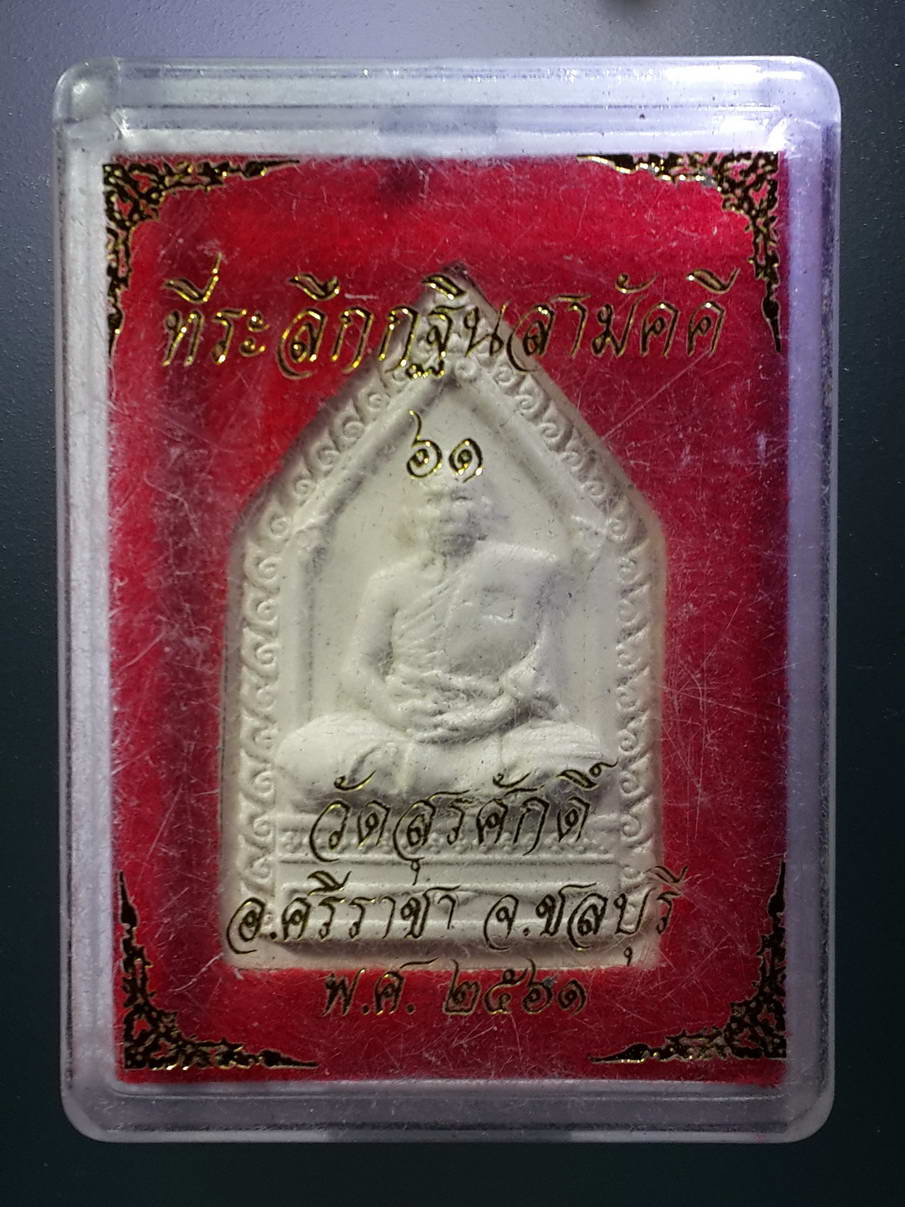 ที่ระลึกกฐินสามัคคี
๖๑
วัดสุรศักดิ์
อ.ศรีราชา จ.ชลบุรี
พ.ศ. ๒๕๖๑